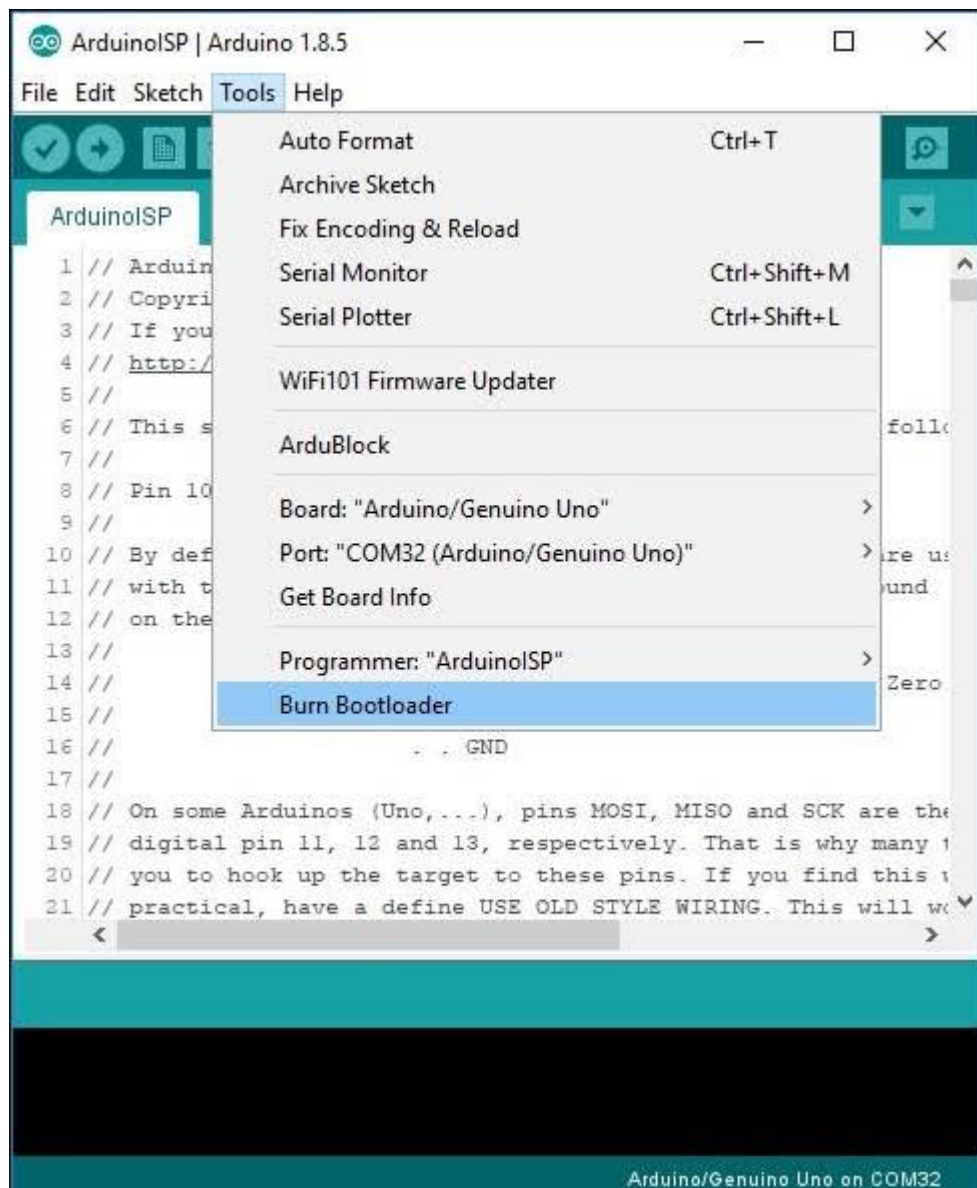 ArduinoISP | Arduino 1.8.5
File Edit Sketch Tools Help
Auto Format Ctrl+T
Archive Sketch
Fix Encoding & Reload
Serial Monitor Ctrl+Shift+M
Serial Plotter Ctrl+Shift+L
WiFi101 Firmware Updater
ArduBlock
Board: "Arduino/Genuino Uno"
Port: "COM32 (Arduino/Genuino Uno)"
Get Board Info
Programmer: "ArduinoISP"
Burn Bootloader
ArduinoISP
1 // Arduin
2 // Copyri
3 // If you
4 // http:/
5 //
6 // This s follo
7 //
8 // Pin 10
9 //
10 // By def are us
11 // with t ound
12 // on the
13 //
14 // Zero
15 //
16 // . . GND
17 //
18 // On some Arduinos (Uno,...), pins MOSI, MISO and SCK are the
19 // digital pin 11, 12 and 13, respectively. That is why many t
20 // you to hook up the target to these pins. If you find this
21 // practical, have a define USE_OLD_STYLE_WIRING. This will wo
Arduino/Genuino Uno on COM32